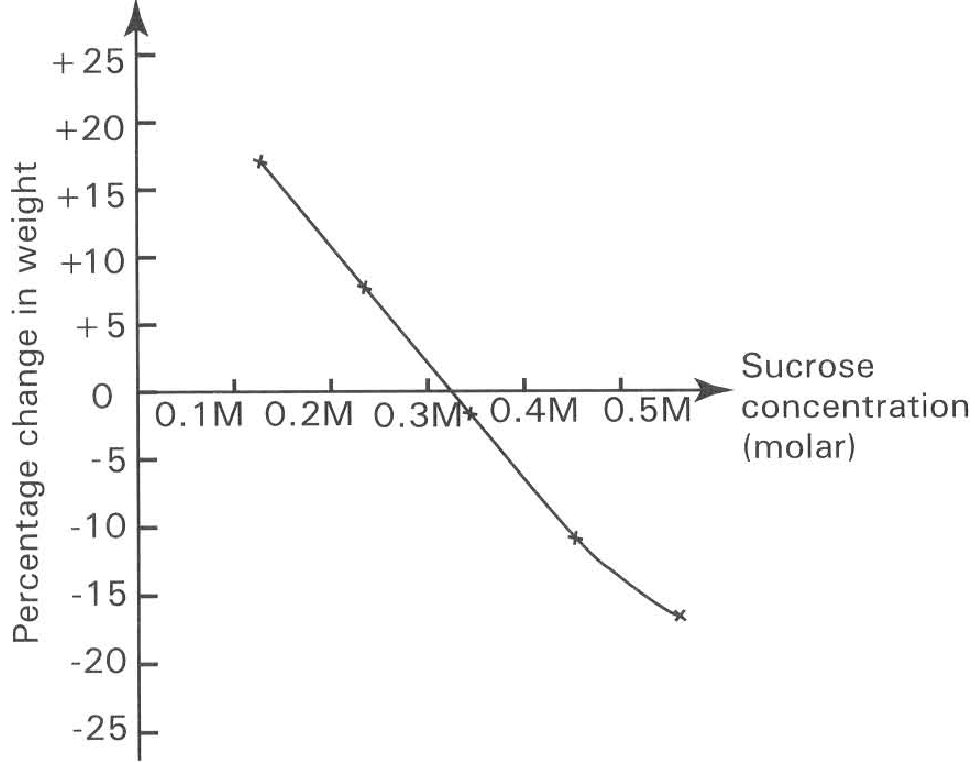 Percentage change in weight
+ 25
+20
+15
+10
+5
0
-5
-10
-15
-20
-25
0.1M 0.2M 0.3M 0.4M 0.5M
Sucrose
concentration
(molar)